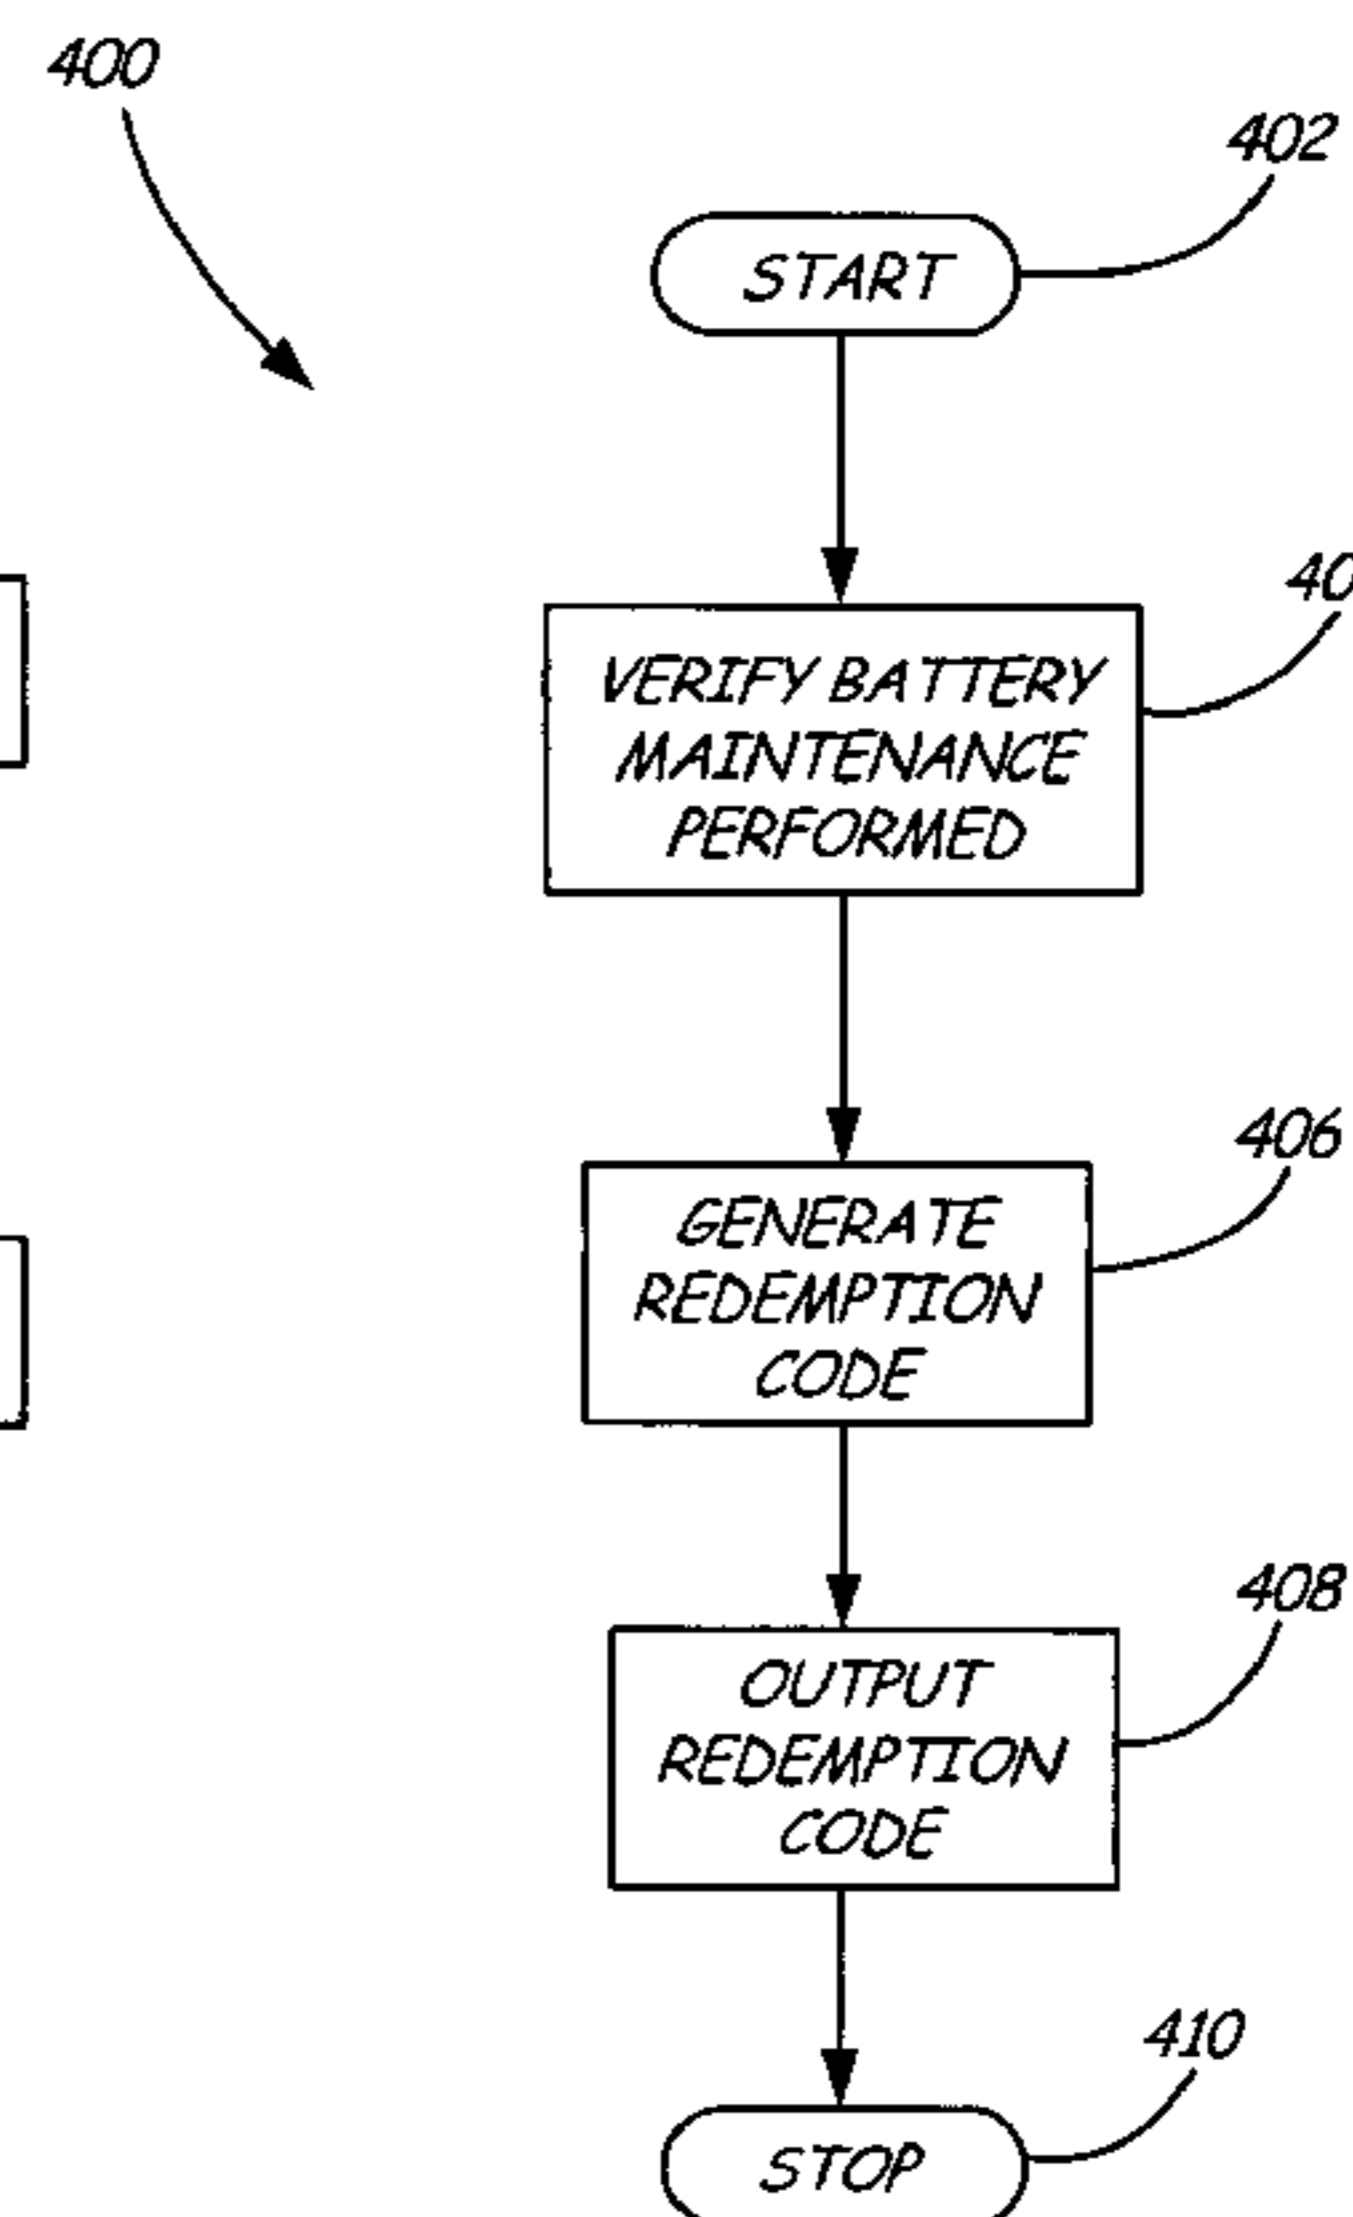 400
402
START
40
VERIFY BATTERY
MAINTENANCE
PERFORMED
406
GENERATE
REDEMPTION
CODE
408
OUTPUT
REDEMPTION
CODE
410
STOP